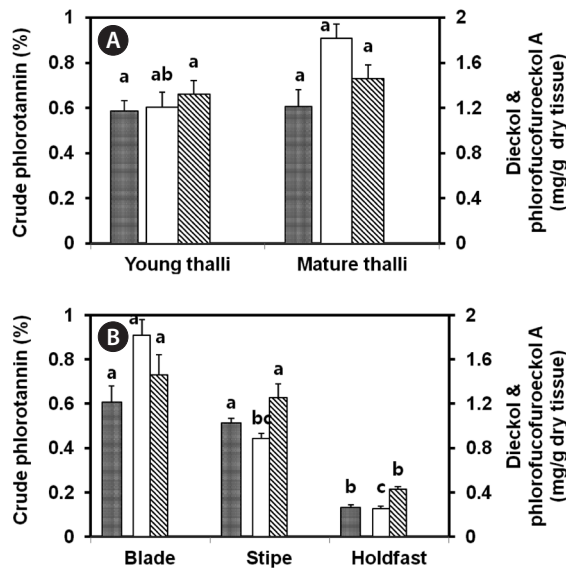 A
Crude phlorotannin (%)
1
0.8
0.6
0.4
0.2
0
a
ab
a
a
a
a
2
1.6
1.2
0.8
0.4
0
Dieckol &
phlorofucofuroeckol A
(mg/g dry tissue)
Young thalli
Mature thalli
B
Crude phlorotannin (%)
1
0.8
0.6
0.4
0.2
0
a
a
a
a
bc
a
b
c
b
2
1.6
1.2
0.8
0.4
0
Dieckol &
phlorofucofuroeckol A
(mg/g dry tissue)
Blade
Stipe
Holdfast